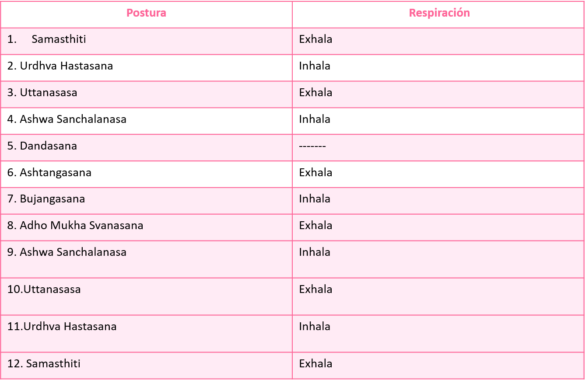 Postura Respiración
1. Samasthiti Exhala
2. Urdhva Hastasana Inhala
3. Uttanasasa Exhala
4. Ashwa Sanchalanasa Inhala
5. Dandasana -------
6. Ashtangasana Exhala
7. Bujangasana Inhala
8. Adho Mukha Svanasana Exhala
9. Ashwa Sanchalanasa Inhala
10.Uttanasasa Exhala
11.Urdhva Hastasana Inhala
12. Samasthiti Exhala